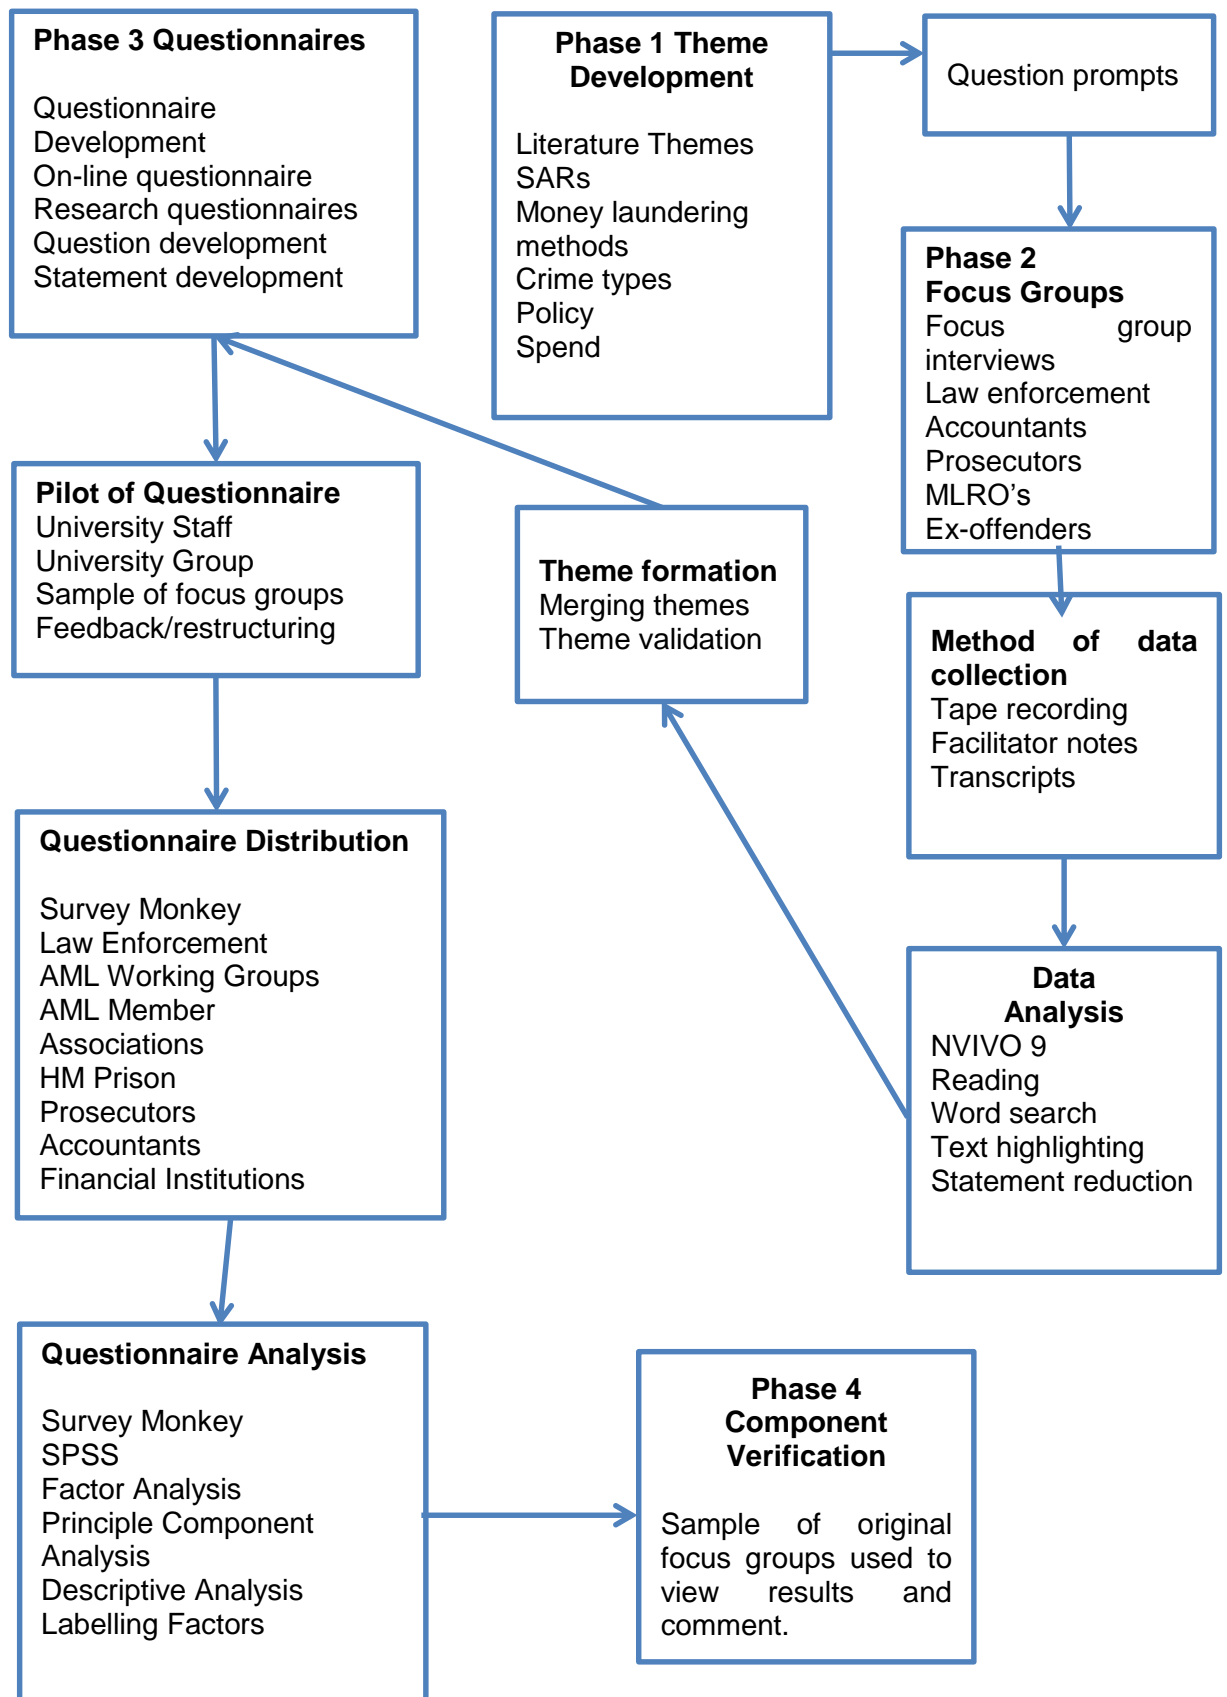 Phase 3 Questionnaires
Questionnaire
Development
On-line questionnaire
Research questionnaires
Question development
Statement development
Phase 1 Theme
Development
Literature Themes
SARs
Money laundering
methods
Crime types
Policy
Spend
Question prompts
Phase 2
Focus Groups
Focus group
interviews
Law enforcement
Accountants
Prosecutors
MLRO’s
Ex-offenders
Pilot of Questionnaire
University Staff
University Group
Sample of focus groups
Feedback/restructuring
Theme formation
Merging themes
Theme validation
Method of data
collection
Tape recording
Facilitator notes
Transcripts
Questionnaire Distribution
Survey Monkey
Law Enforcement
AML Working Groups
AML Member
Associations
HM Prison
Prosecutors
Accountants
Financial Institutions
Data
Analysis
NVIVO 9
Reading
Word search
Text highlighting
Statement reduction
Questionnaire Analysis
Survey Monkey
SPSS
Factor Analysis
Principle Component
Analysis
Descriptive Analysis
Labelling Factors
Phase 4
Component
Verification
Sample of original
focus groups used to
view results and
comment.